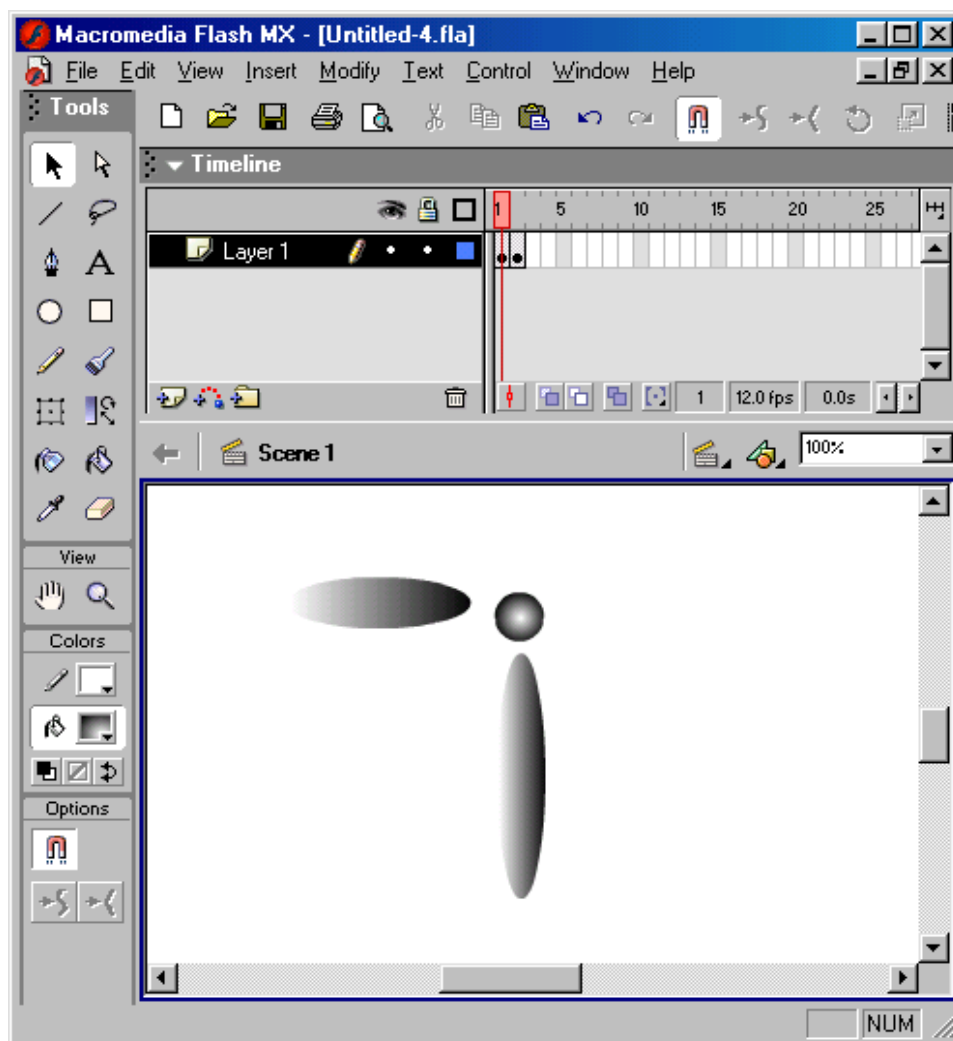 Macromedia Flash MX - [Untitled-4.fla]
File Edit View Insert Modify Text Control Window Help
Tools
Timeline
1 5 10 15 20 25
Layer 1
A
1 12.0 fps 0.0s
Scene 1
100%
View
Colors
Options
NUM